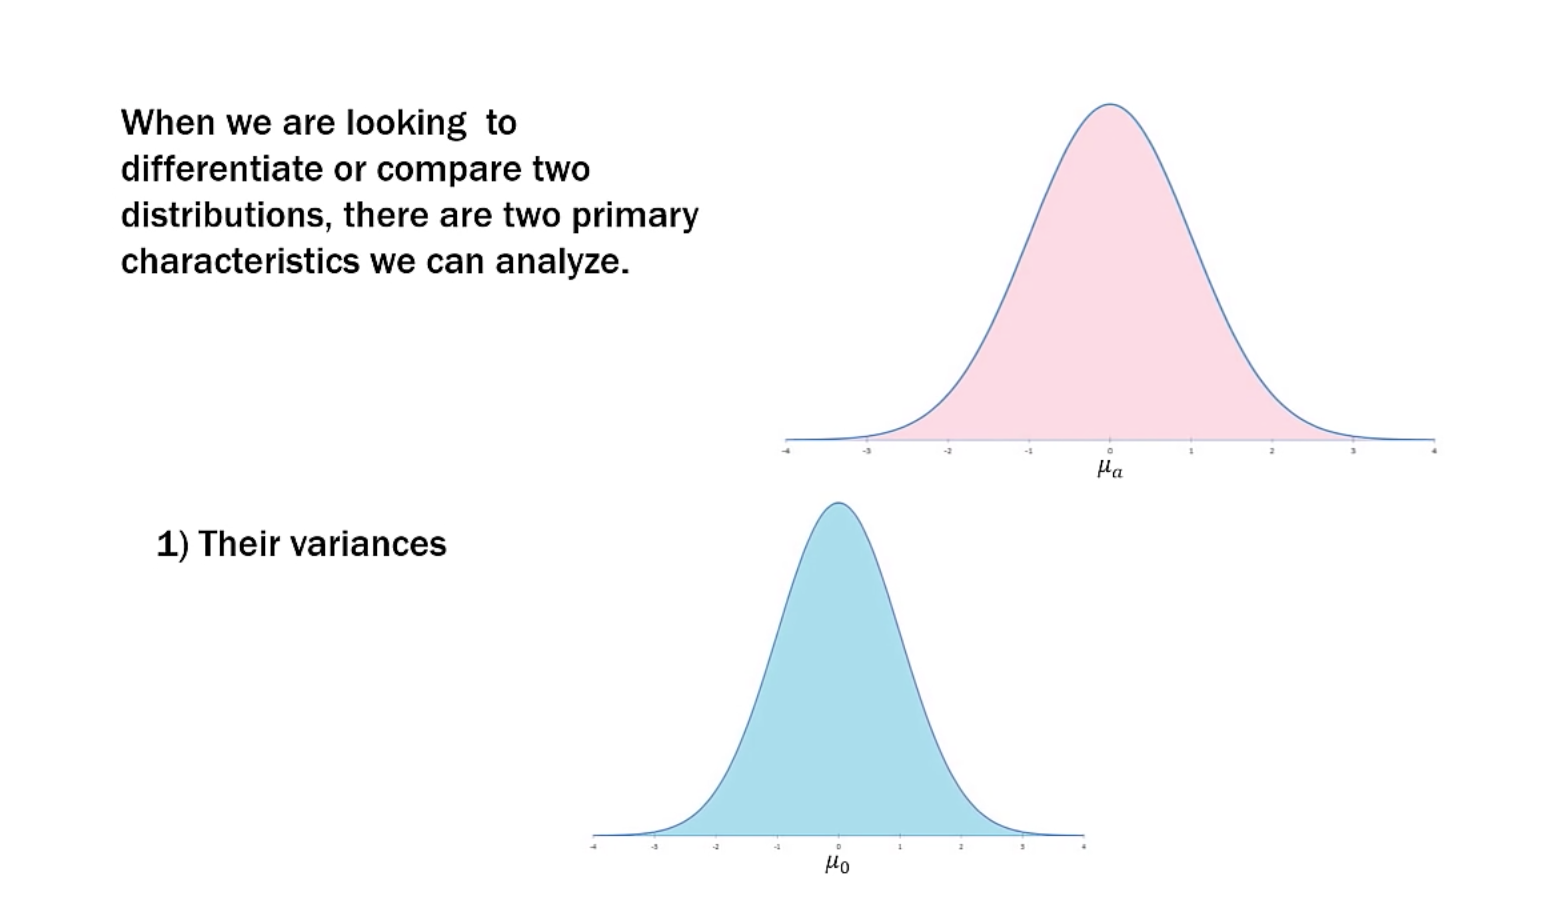 When we are looking  to
differentiate or compare two
distributions, there are two primary
characteristics we can analyze.
-4 -3 -2 -1 0 1 2 3 4
μₐ
1) Their variances
-4 -3 -2 -1 0 1 2 3 4
μ₀